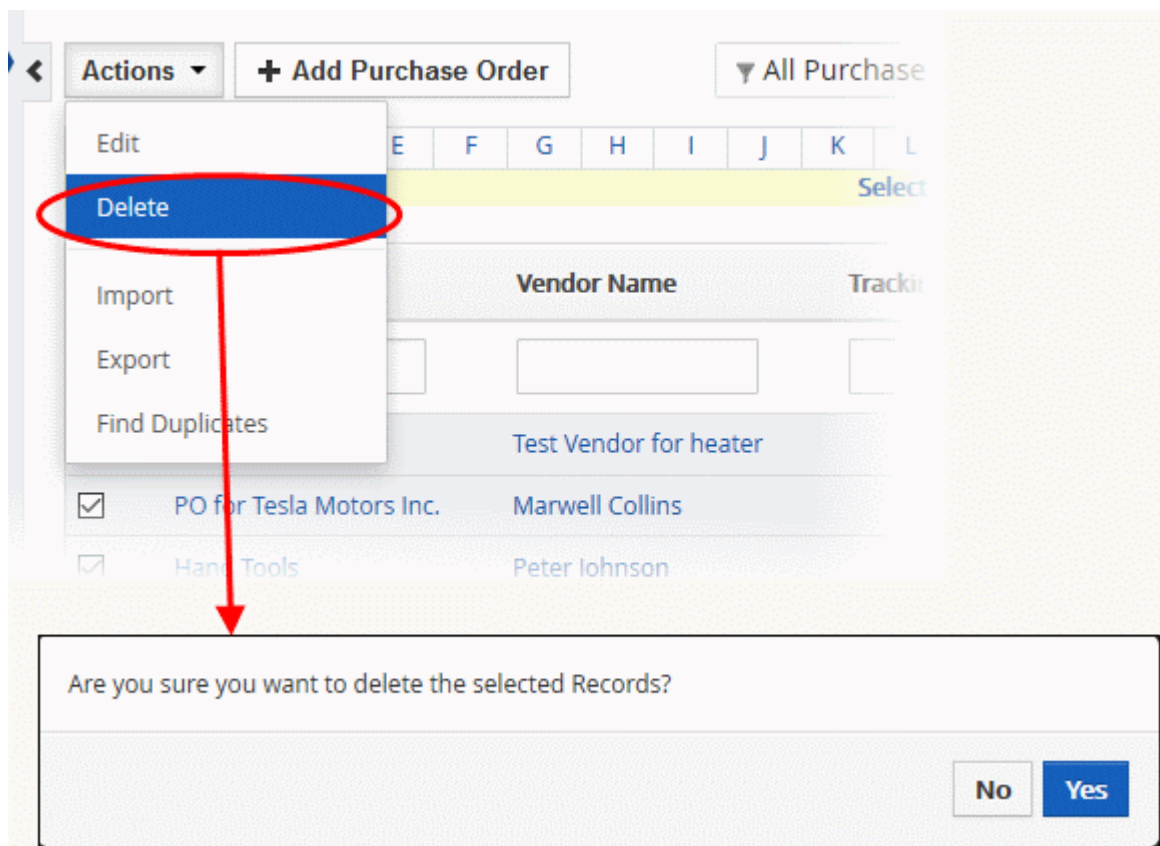 Actions + Add Purchase Order All Purchase
Edit E F G H I J K L
Delete Select
Vendor Name Trackin
Import
Export
Find Duplicates
Test Vendor for heater
PO for Tesla Motors Inc. Marwell Collins
Hand Tools Peter Johnson
Are you sure you want to delete the selected Records?
No Yes